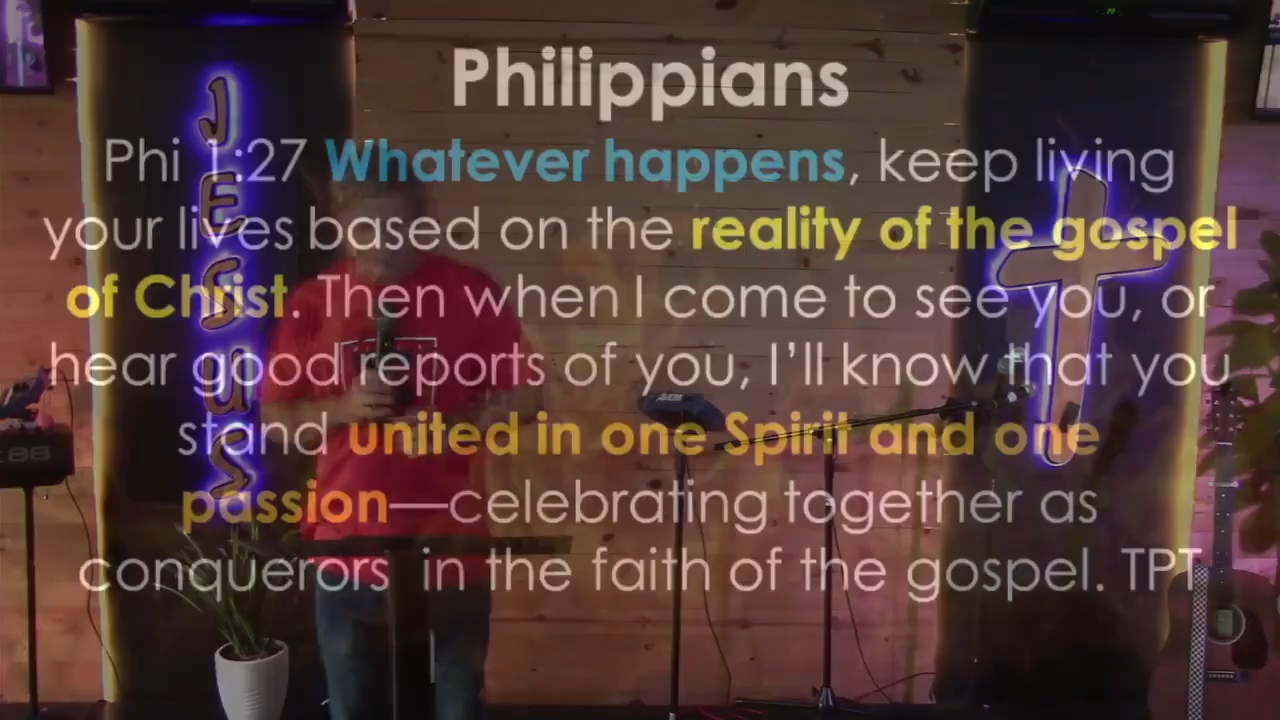 Philippians
Phi 1:27 Whatever happens, keep living
your lives based on the reality of the gospel
of Christ. Then when I come to see you, or
hear good reports of you, I’ll know that you
stand united in one Spirit and one
passion—celebrating together as
conquerors in the faith of the gospel. TPT
JESUS
88